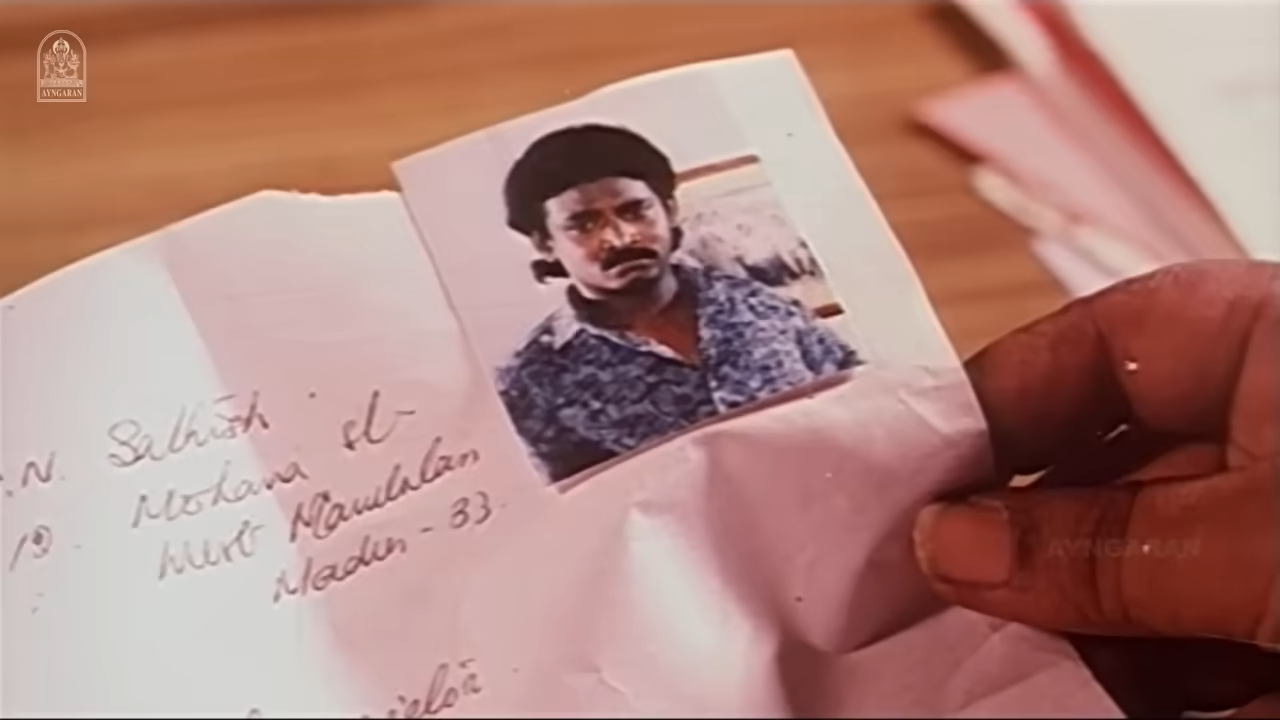 AYNGARAN
.N. Sathish
19. Mohana st
West Mambalam
Madras - 33.
AYNGARAN